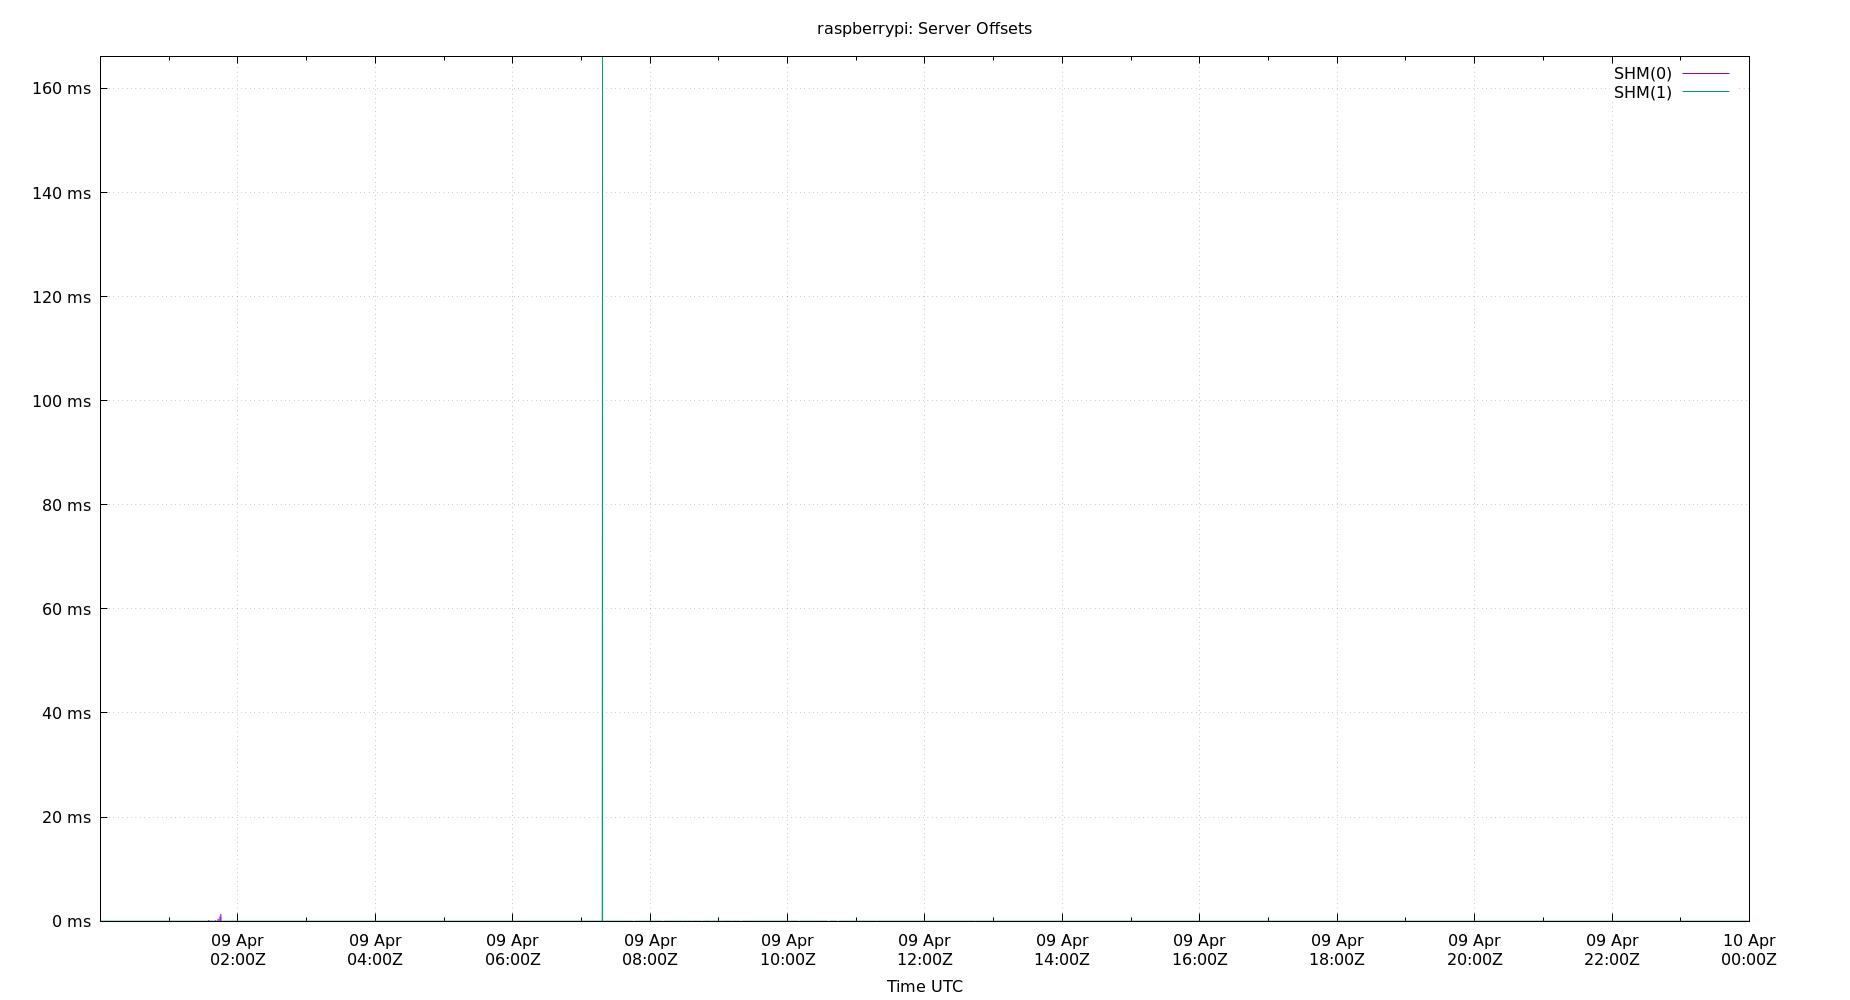 raspberrypi: Server Offsets
SHM(0)
SHM(1)
160 ms
140 ms
120 ms
100 ms
80 ms
60 ms
40 ms
20 ms
0 ms
09 Apr 09 Apr 09 Apr 09 Apr 09 Apr 09 Apr 09 Apr 09 Apr 09 Apr 09 Apr 09 Apr 10 Apr
02:00Z 04:00Z 06:00Z 08:00Z 10:00Z 12:00Z 14:00Z 16:00Z 18:00Z 20:00Z 22:00Z 00:00Z
Time UTC